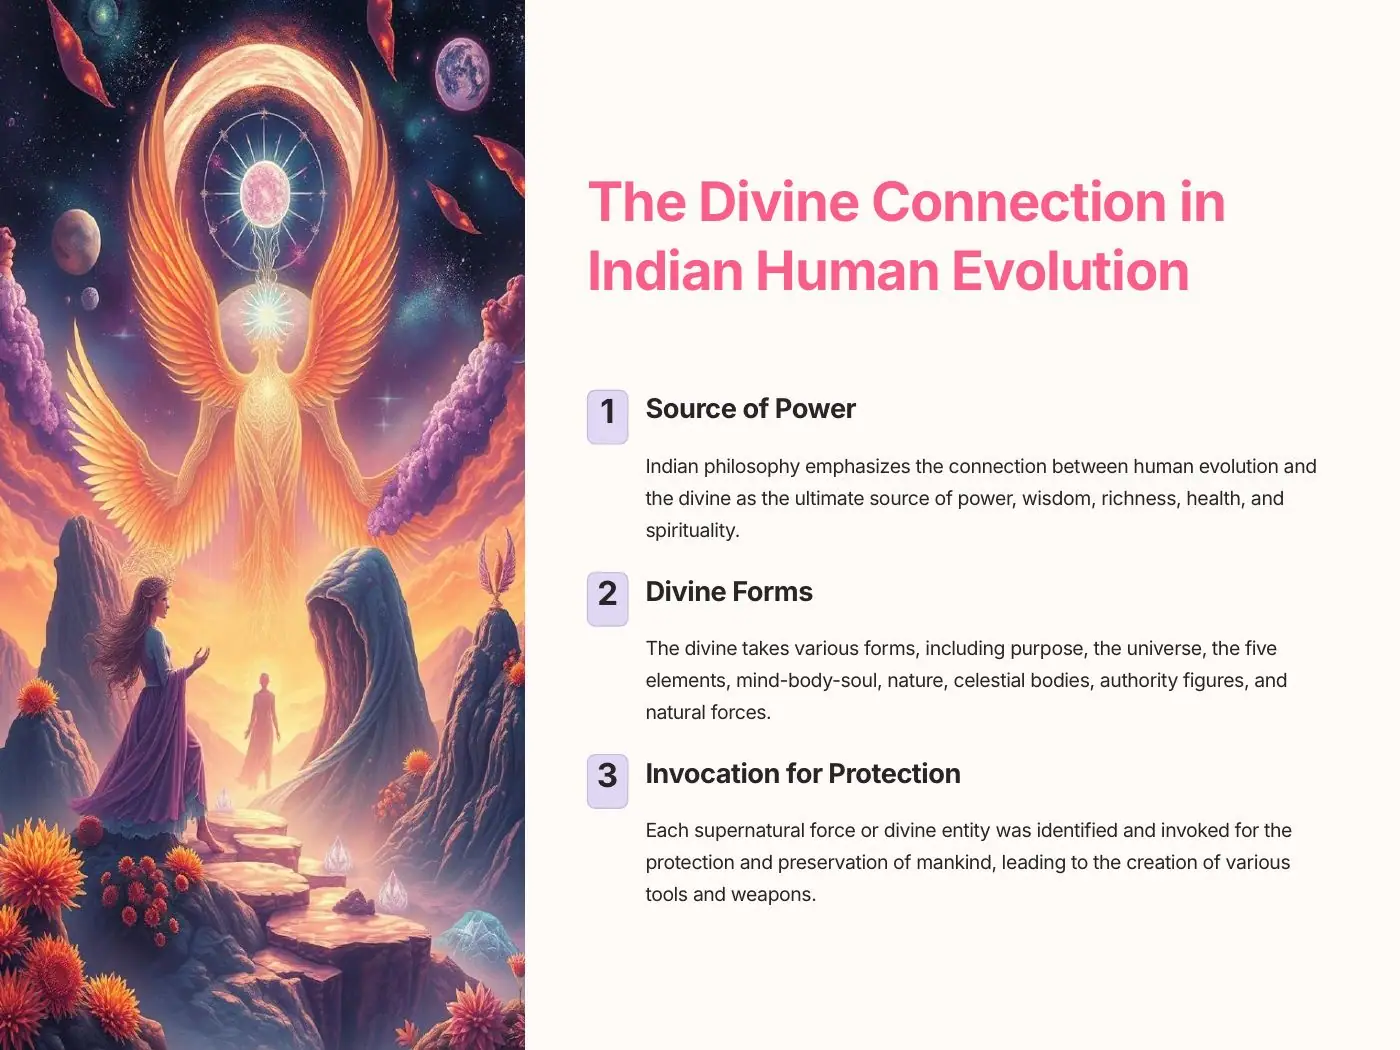 The Divine Connection in
Indian Human Evolution
1
Source of Power
Indian philosophy emphasizes the connection between human evolution and
the divine as the ultimate source of power, wisdom, richness, health, and
spirituality.
2
Divine Forms
The divine takes various forms, including purpose, the universe, the five
elements, mind-body-soul, nature, celestial bodies, authority figures, and
natural forces.
3
Invocation for Protection
Each supernatural force or divine entity was identified and invoked for the
protection and preservation of mankind, leading to the creation of various
tools and weapons.